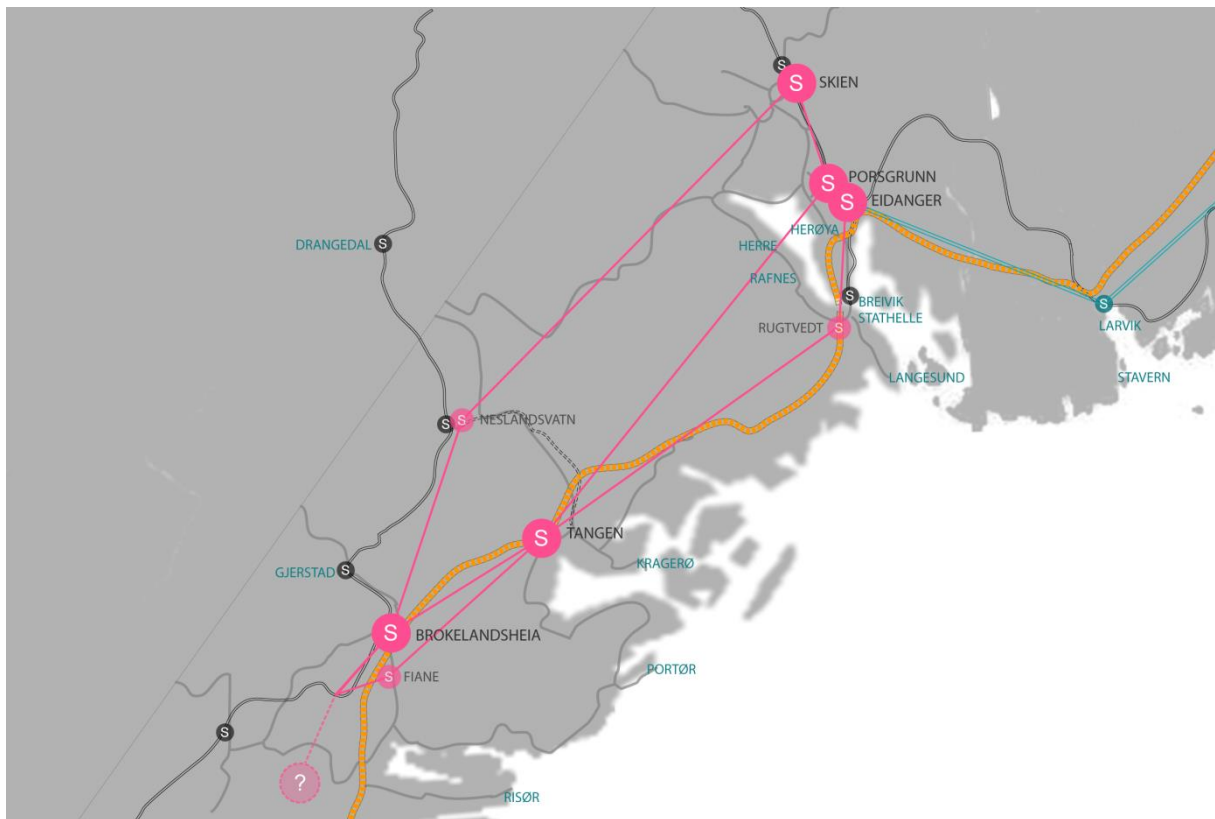 S
S
SKIEN
S
PORSGRUNN
S
EIDANGER
HERØYA
S
DRANGEDAL
HERRE
RAFNES
S
BREIVIK
STATHELLE
S
LARVIK
RUGTVEDT
S
LANGESUND
STAVERN
S
S
NESLANDSVATN
S
TANGEN
KRAGERØ
GJERSTAD
S
S
BROKELANDSHEIA
S
FIANE
PORTØR
S
?
RISØR